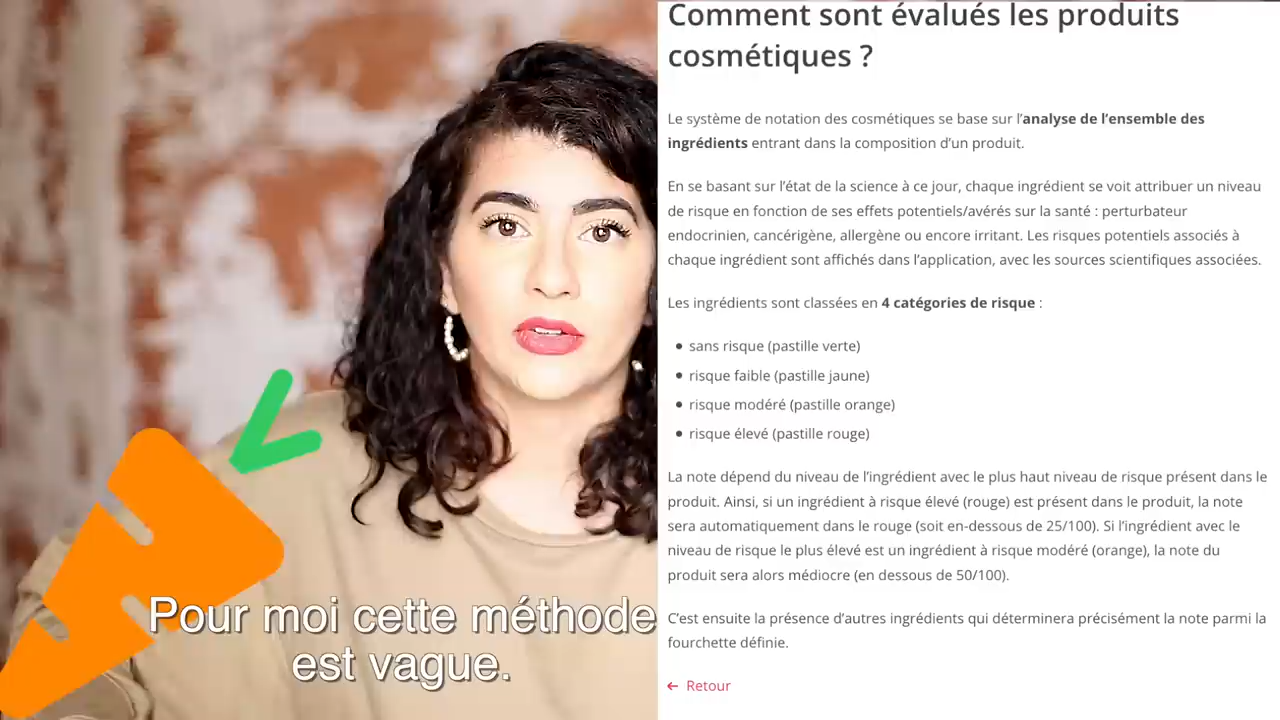 Comment sont évalués les produits
cosmétiques ?
Le système de notation des cosmétiques se base sur l'analyse de l'ensemble des
ingrédients entrant dans la composition d'un produit.
En se basant sur l'état de la science à ce jour, chaque ingrédient se voit attribuer un niveau
de risque en fonction de ses effets potentiels/avérés sur la santé : perturbateur
endocrinien, cancérigène, allergène ou encore irritant. Les risques potentiels associés à
chaque ingrédient sont affichés dans l'application, avec les sources scientifiques associées.
Les ingrédients sont classées en 4 catégories de risque :
sans risque (pastille verte)
risque faible (pastille jaune)
risque modéré (pastille orange)
risque élevé (pastille rouge)
La note dépend du niveau de l'ingrédient avec le plus haut niveau de risque présent dans le
produit. Ainsi, si un ingrédient à risque élevé (rouge) est présent dans le produit, la note
sera automatiquement dans le rouge (soit en-dessous de 25/100). Si l'ingrédient avec le
niveau de risque le plus élevé est un ingrédient à risque modéré (orange), la note du
produit sera alors médiocre (en dessous de 50/100).
C'est ensuite la présence d'autres ingrédients qui déterminera précisément la note parmi la
fourchette définie.
← Retour
Pour moi cette méthode
est vague.